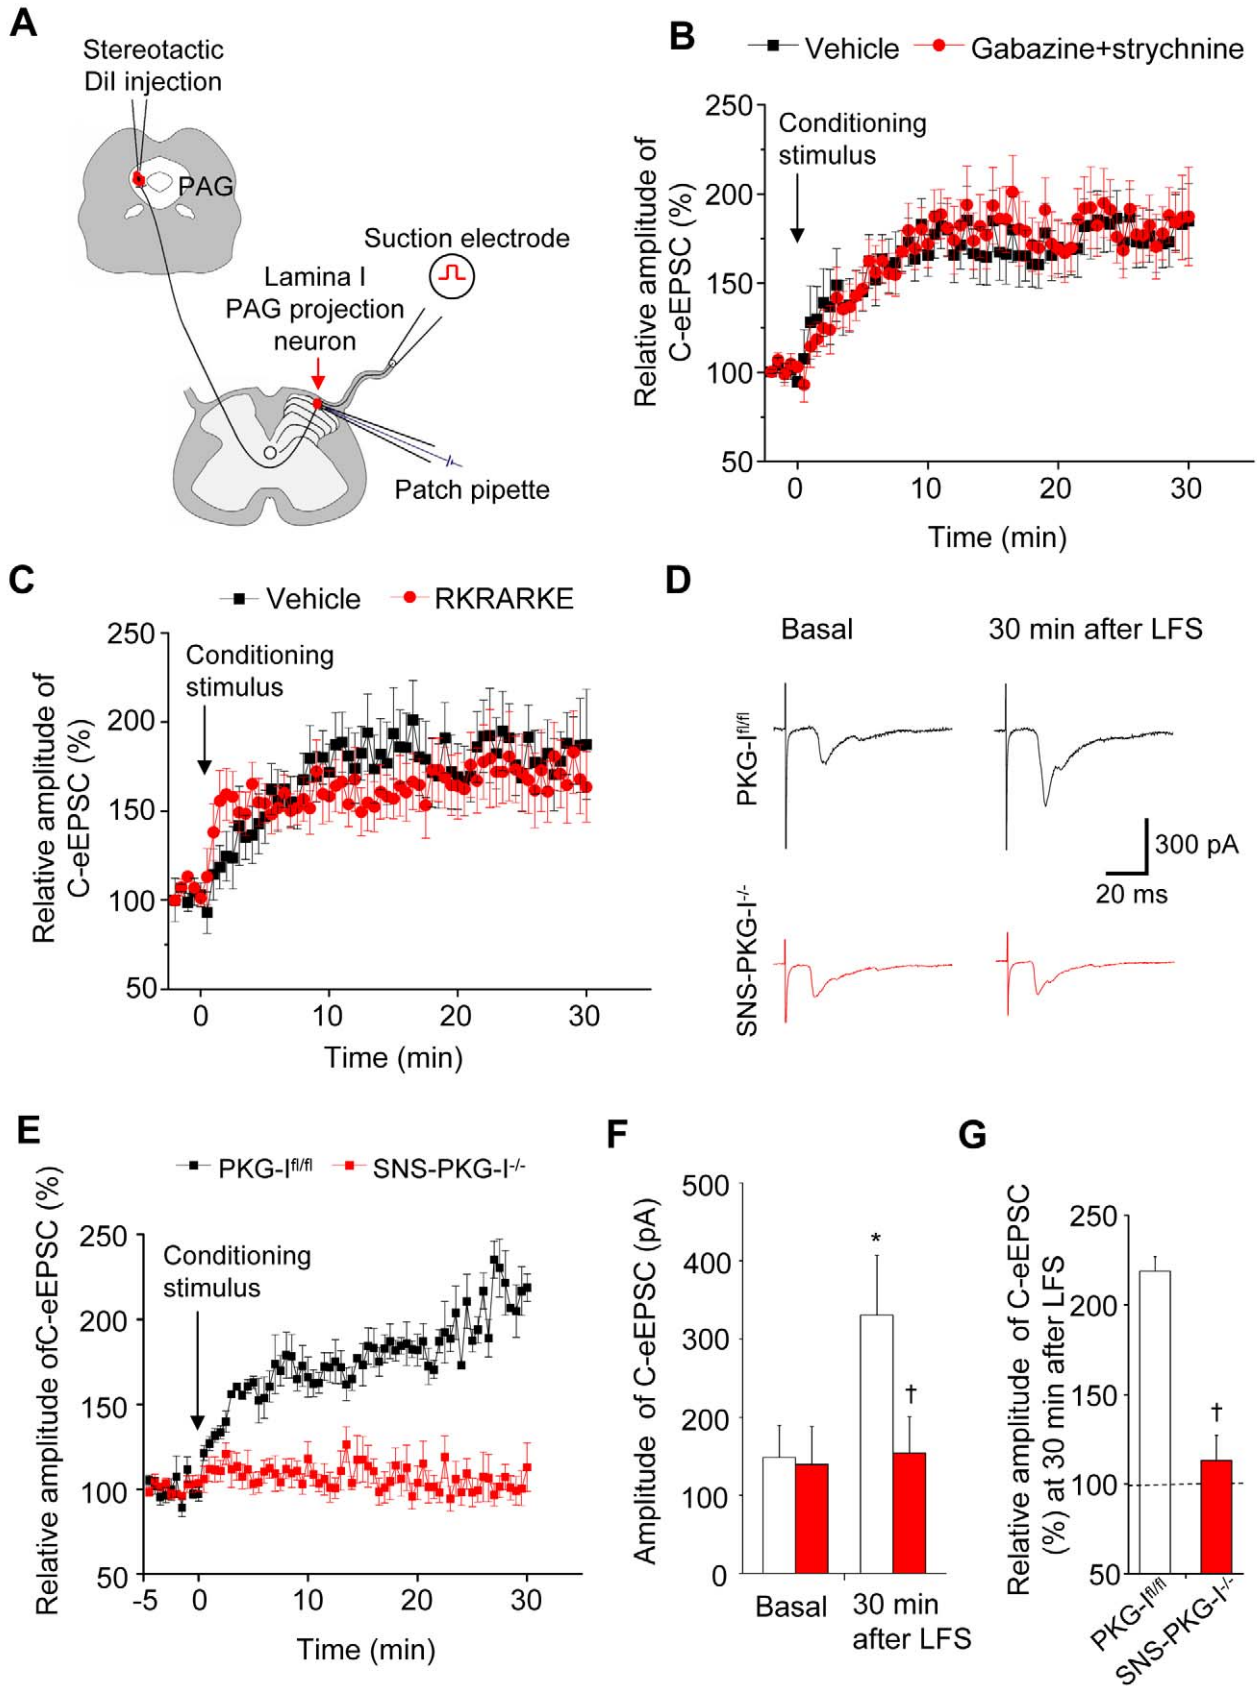 A
Stereotactic
DiI injection
PAG
Suction electrode
Lamina I
PAG projection
neuron
Patch pipette
B
Vehicle
Gabazine+strychnine
Relative amplitude of
C-eEPSC (%)
250
200
150
100
50
Conditioning
stimulus
0
10
20
30
Time (min)
C
Vehicle
RKRARKE
Relative amplitude of
C-eEPSC (%)
250
200
150
100
50
Conditioning
stimulus
0
10
20
30
Time (min)
D
Basal
30 min after LFS
PKG-I^fl/fl
300 pA
20 ms
SNS-PKG-I^-/-
E
PKG-I^fl/fl
SNS-PKG-I^-/-
Relative amplitude ofC-eEPSC (%)
250
200
150
100
50
Conditioning
stimulus
-5
0
10
20
30
Time (min)
F
Amplitude of C-eEPSC (pA)
500
400
300
200
100
0
*
†
Basal
30 min
after LFS
G
Relative amplitude of C-eEPSC
(%) at 30 min after LFS
250
200
150
100
50
†
PKG-I^fl/fl
SNS-PKG-I^-/-